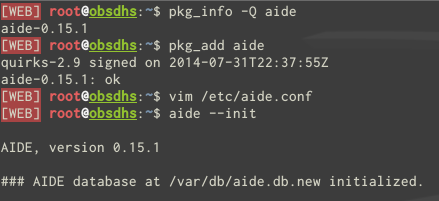 [WEB] root@obsdhs:~$ pkg_info -Q aide
aide-0.15.1
[WEB] root@obsdhs:~$ pkg_add aide
quirks-2.9 signed on 2014-07-31T22:37:55Z
aide-0.15.1: ok
[WEB] root@obsdhs:~$ vim /etc/aide.conf
[WEB] root@obsdhs:~$ aide --init
AIDE, version 0.15.1
### AIDE database at /var/db/aide.db.new initialized.